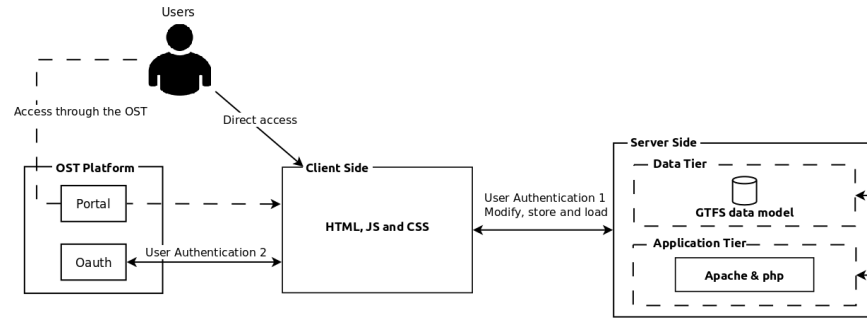 Users
Access through the OST
Direct access
OST Platform
Portal
Oauth
User Authentication 2
Client Side
HTML, JS and CSS
User Authentication 1
Modify, store and load
Server Side
Data Tier
GTFS data model
Application Tier
Apache & php